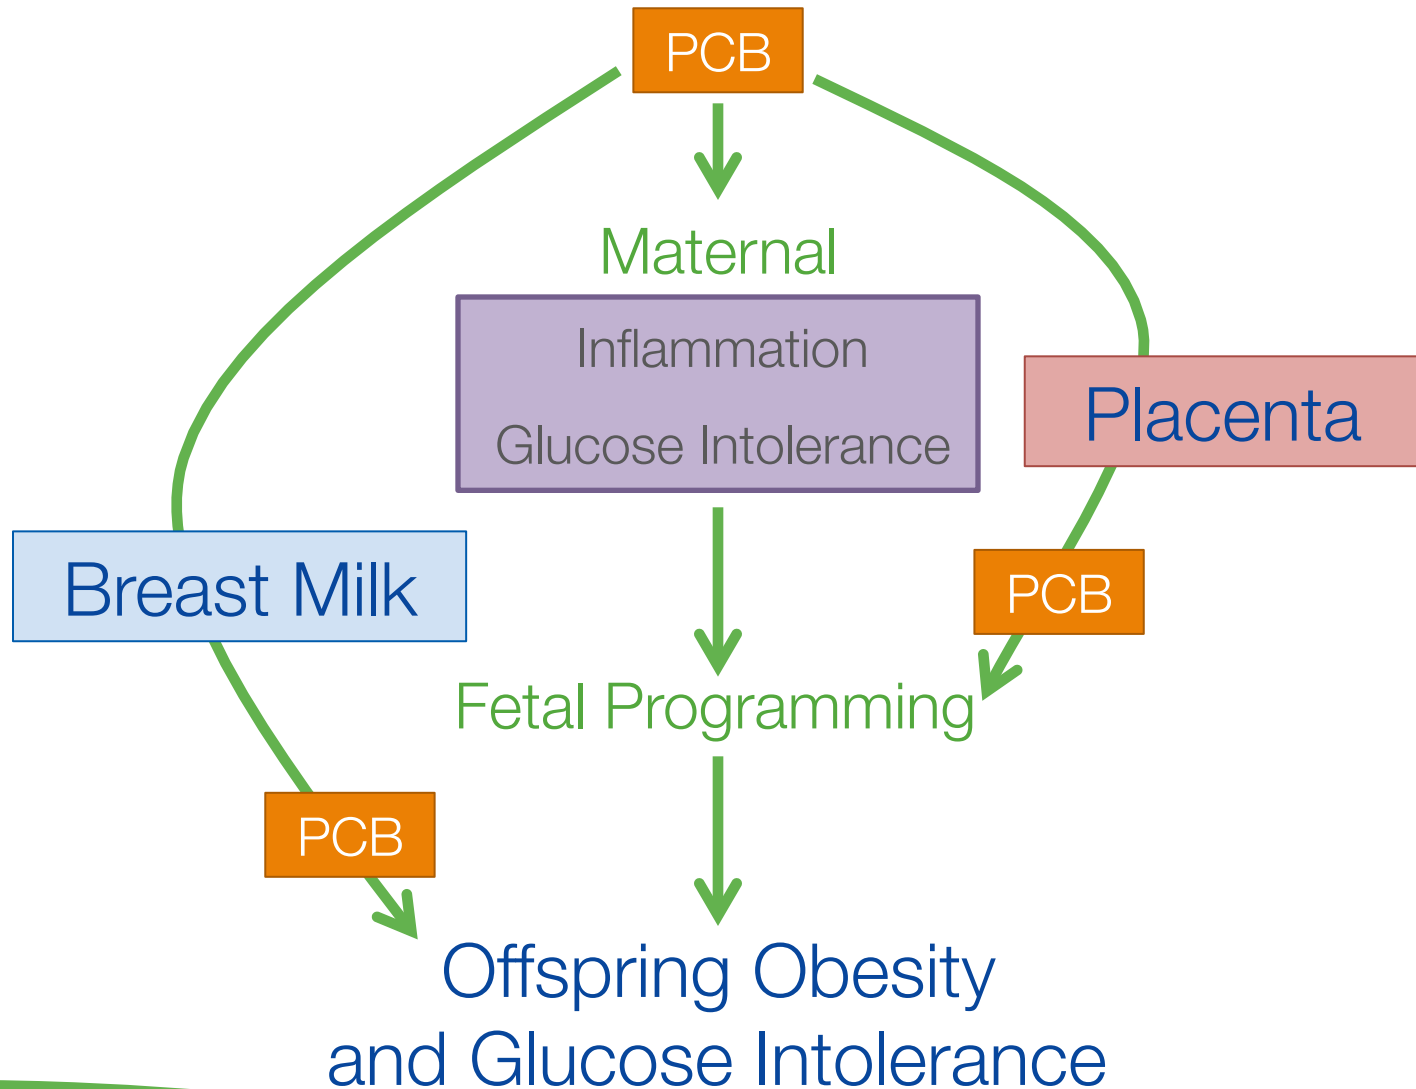 PCB
Maternal
Inflammation
Glucose Intolerance
Placenta
Breast Milk
PCB
Fetal Programming
PCB
Offspring Obesity
and Glucose Intolerance